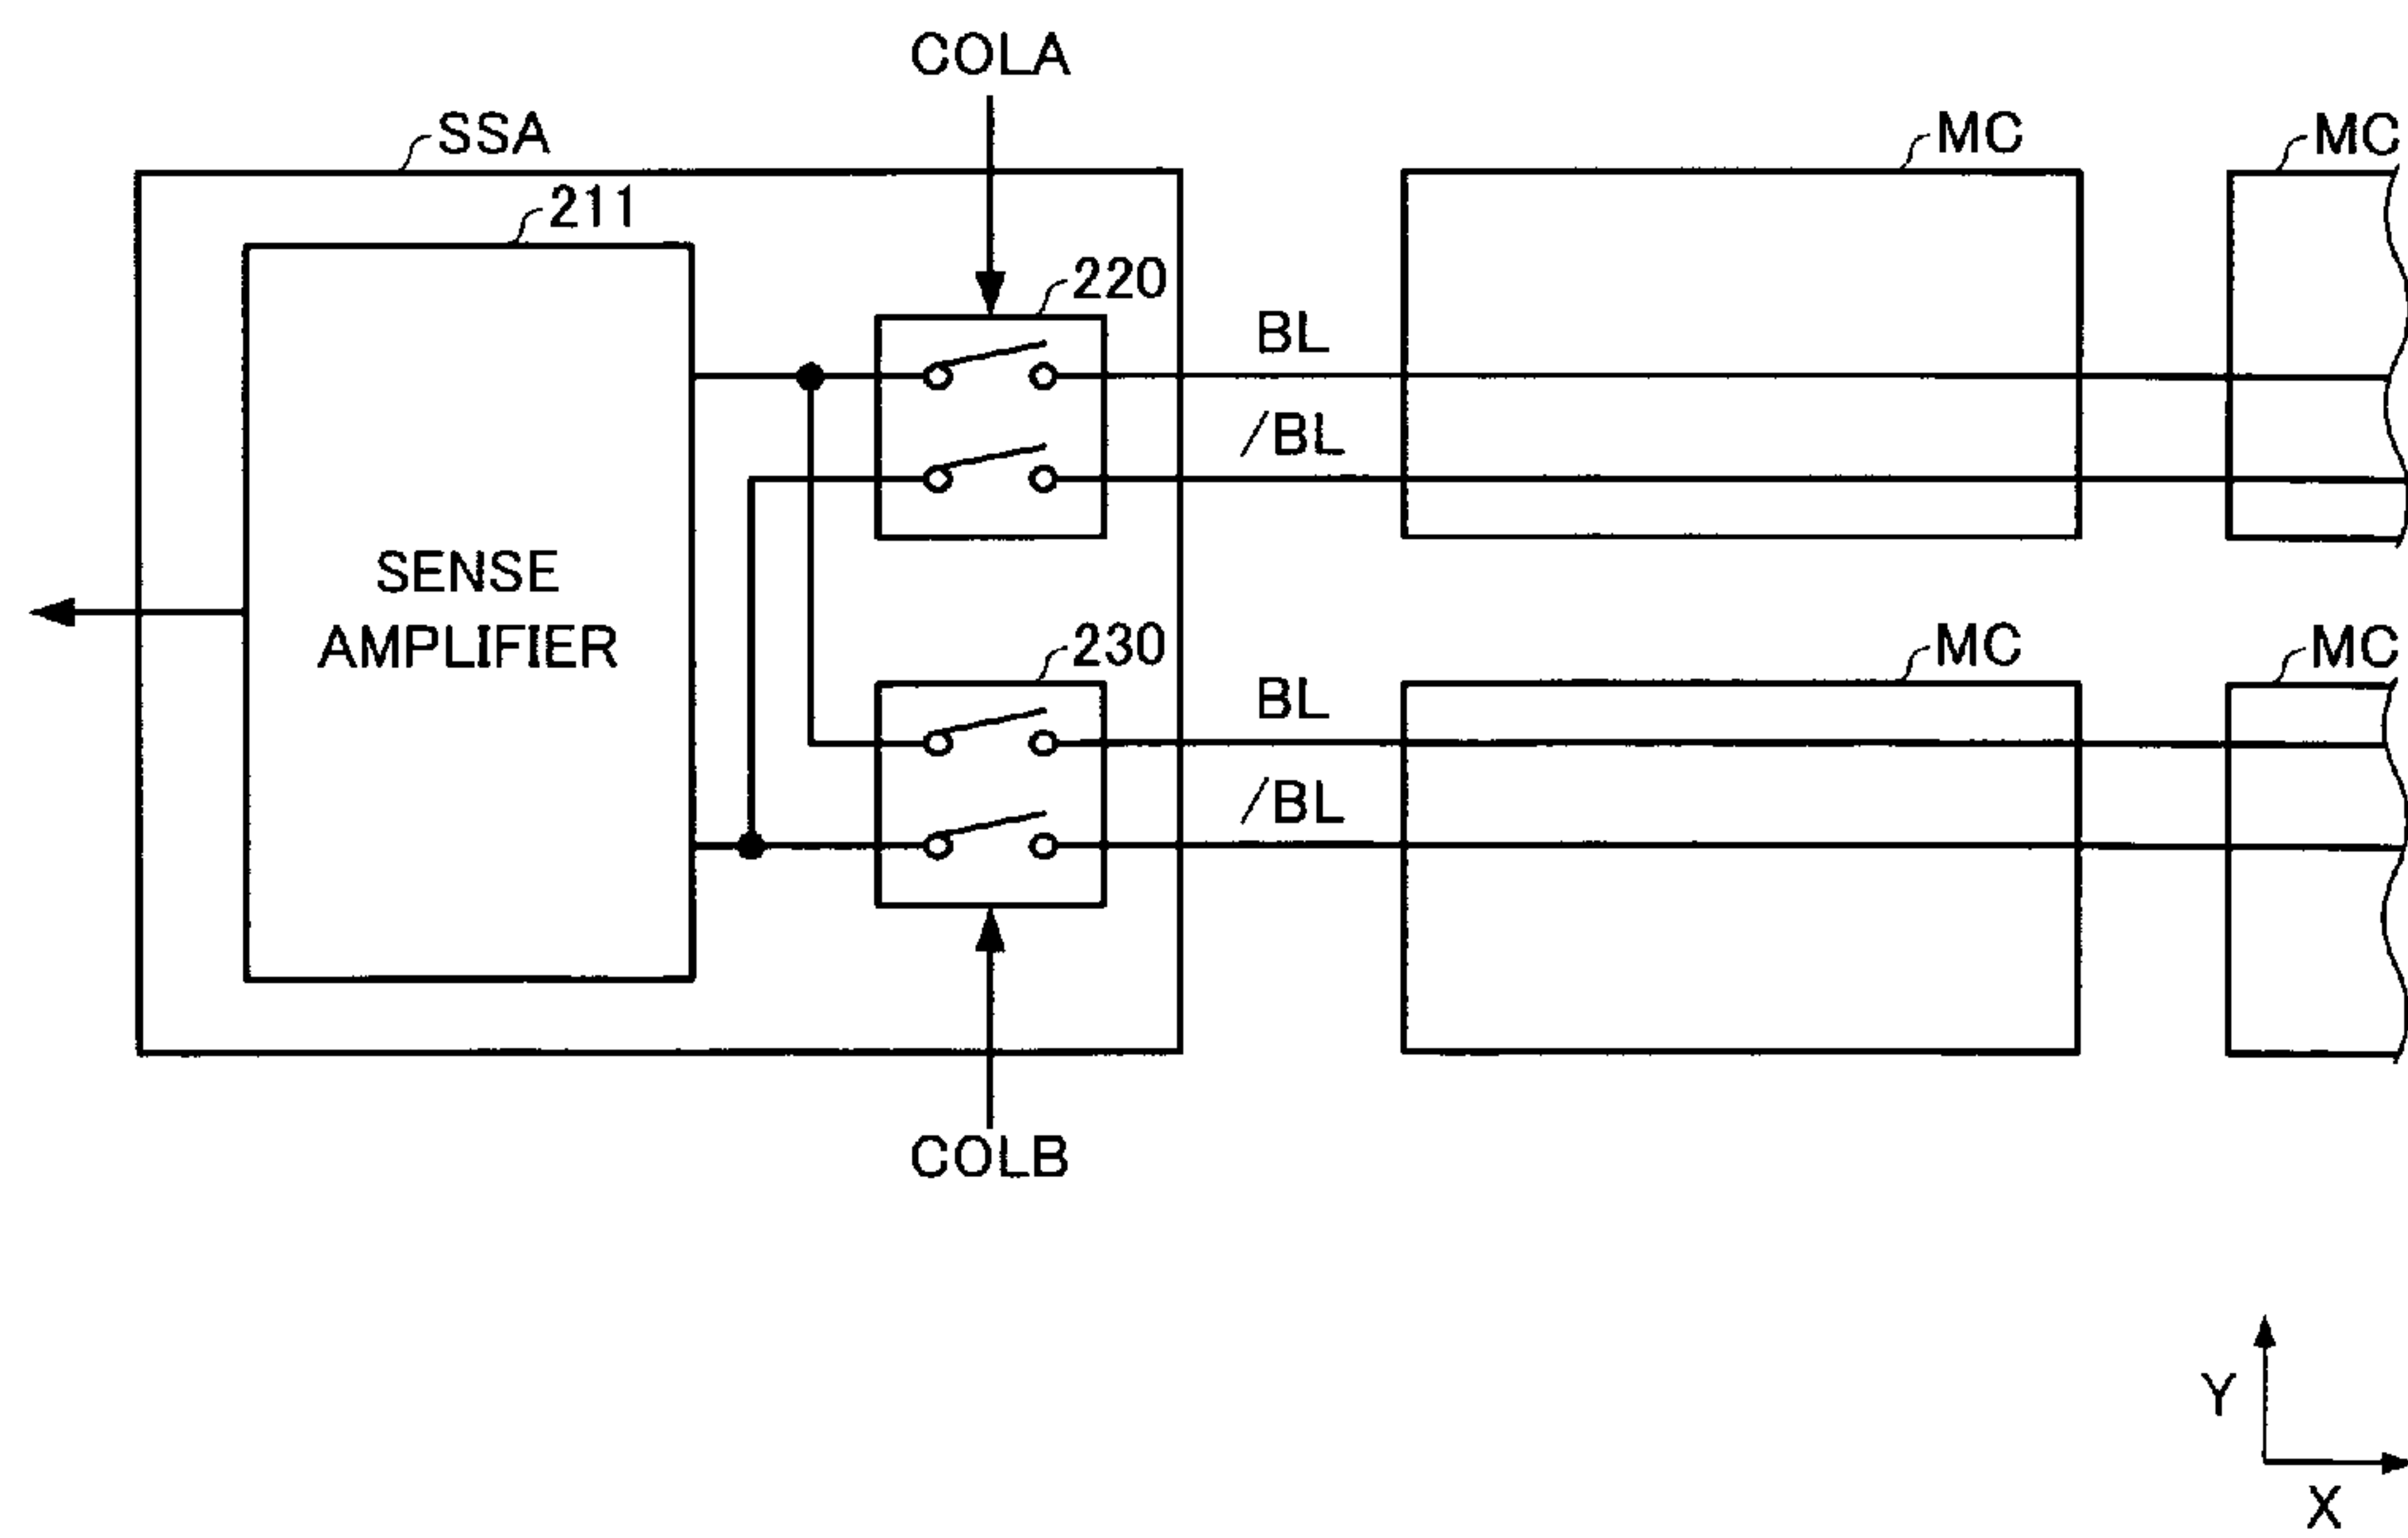 COLA
SSA
MC
MC
211
220
BL
/BL
SENSE
AMPLIFIER
230
MC
MC
BL
/BL
COLB
Y
X